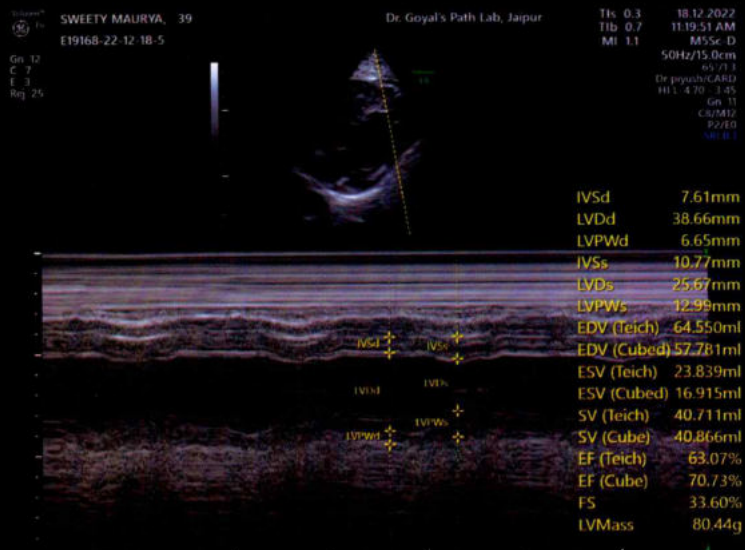 SWEETY MAURYA, 39
E19168-22-12-18-5
Dr. Goyal's Path Lab, Jaipur
TIs 0.3
TIb 0.7
MI 1.1
18.12.2022
11:19:51 AM
M5Sc-D
50Hz/15.0cm
Dr piyush/CARD
Gn 11
C8/M12
P2/E0
Gn 12
C 7
E 3
Rej 25
IVSd 7.61mm
LVDd 38.66mm
LVPWd 6.65mm
IVSs 10.77mm
LVDs 25.67mm
LVPWs 12.99mm
EDV (Teich) 64.550ml
EDV (Cubed) 57.781ml
ESV (Teich) 23.839ml
ESV (Cubed) 16.915ml
SV (Teich) 40.711ml
SV (Cube) 40.866ml
EF (Teich) 63.07%
EF (Cube) 70.73%
FS 33.60%
LVMass 80.44g
IVSd
IVSs
LVDd
LVDs
LVPWd
LVPWs